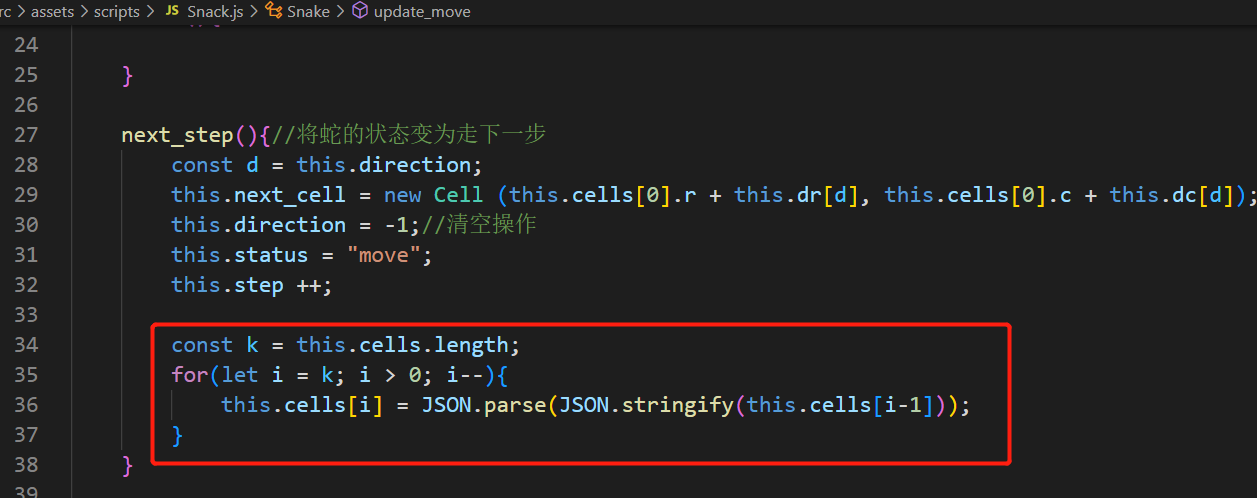 rc > assets > scripts > JS Snack.js > Snake > update_move
24
25 }
26
27 next_step(){//将蛇的状态变为走下一步
28 const d = this.direction;
29 this.next_cell = new Cell (this.cells[0].r + this.dr[d], this.cells[0].c + this.dc[d]);
30 this.direction = -1;//清空操作
31 this.status = "move";
32 this.step ++;
33
34 const k = this.cells.length;
35 for(let i = k; i > 0; i--){
36 this.cells[i] = JSON.parse(JSON.stringify(this.cells[i-1]));
37 }
38 }
39